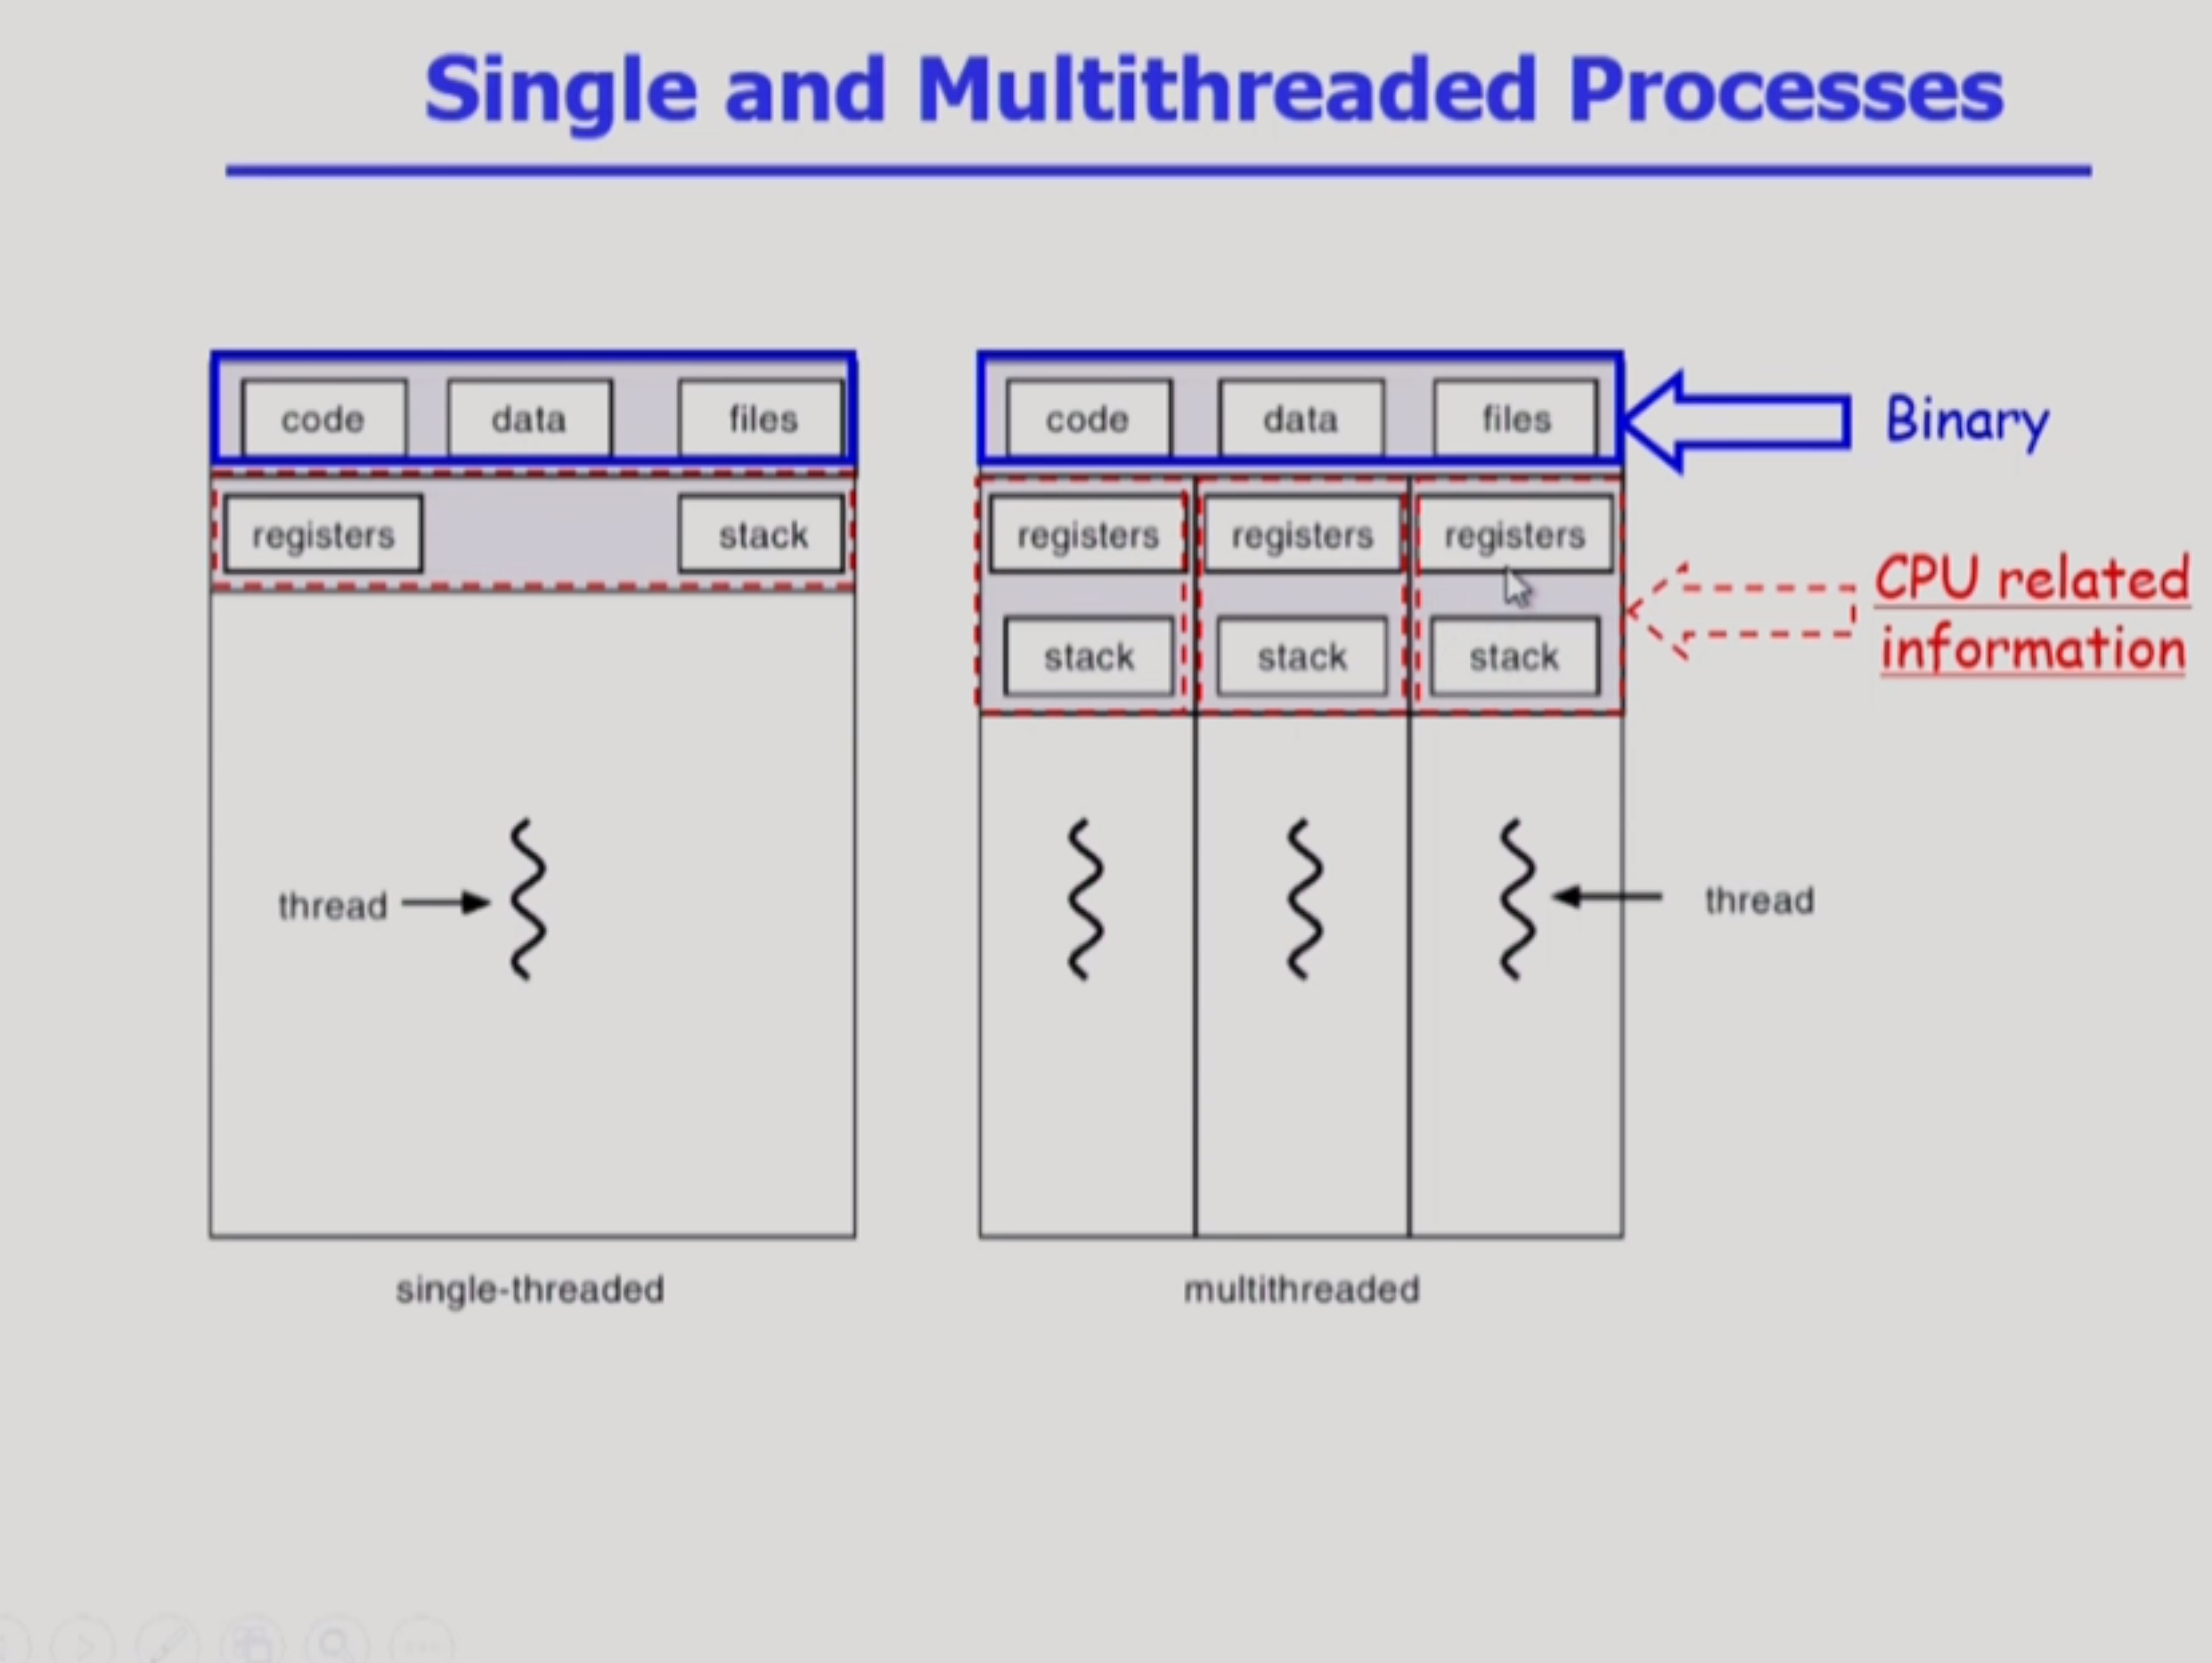 Single and Multithreaded Processes
code data files
registers stack
thread
single-threaded
code data files
registers registers registers
stack stack stack
thread
multithreaded
Binary
CPU related
information